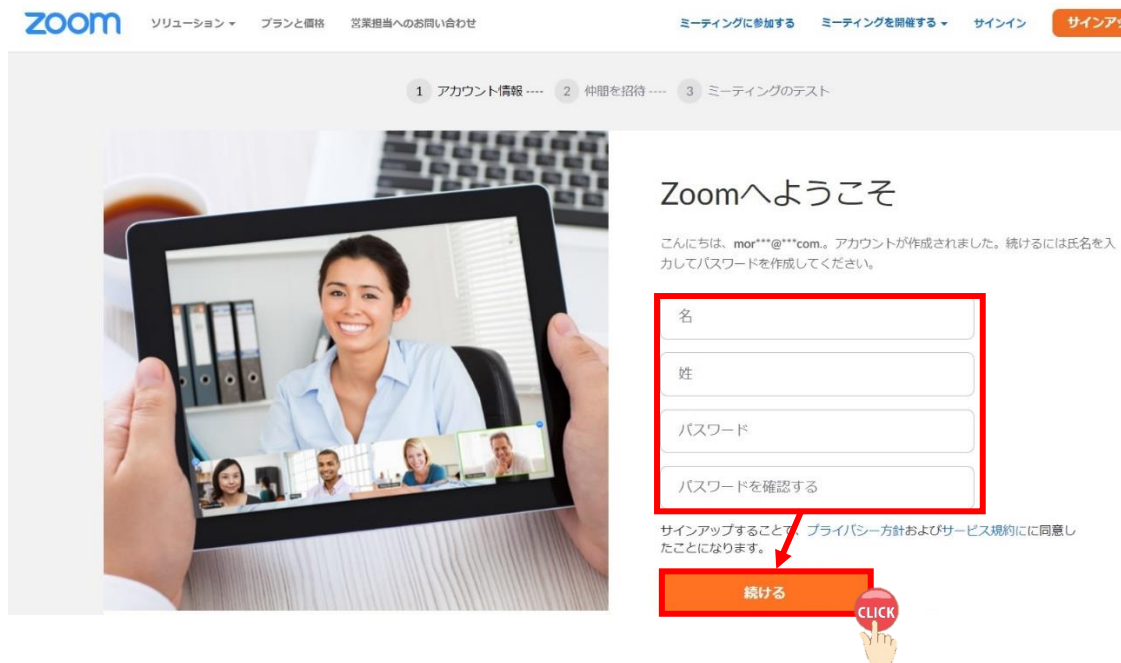 zoom ソリューション プランと価格 営業担当へのお問い合わせ ミーティングに参加する ミーティングを開催する サインイン サインアッ
1 アカウント情報 ---- 2 仲間を招待 ---- 3 ミーティングのテスト
Zoomへようこそ
こんにちは、mor***@***com.。アカウントが作成されました。続けるには氏名を入
力してパスワードを作成してください。
名
姓
パスワード
パスワードを確認する
サインアップすることで、プライバシー方針およびサービス規約にに同意し
たことになります。
続ける
CLICK